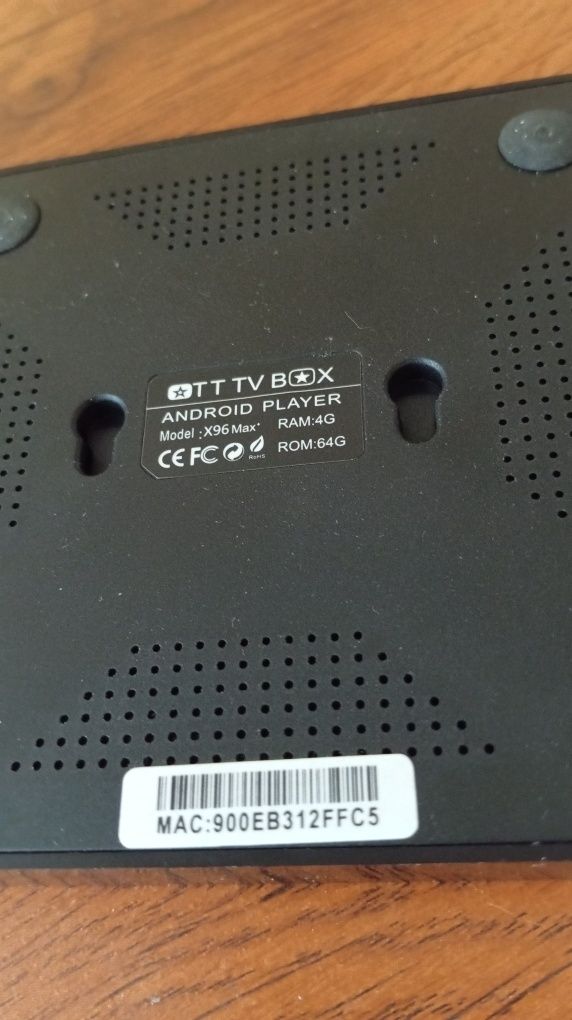 OTT TV BOX
ANDROID PLAYER
Model : X96 Max+ RAM:4G
CE FC RoHS ROM:64G
MAC:900EB312FFC5